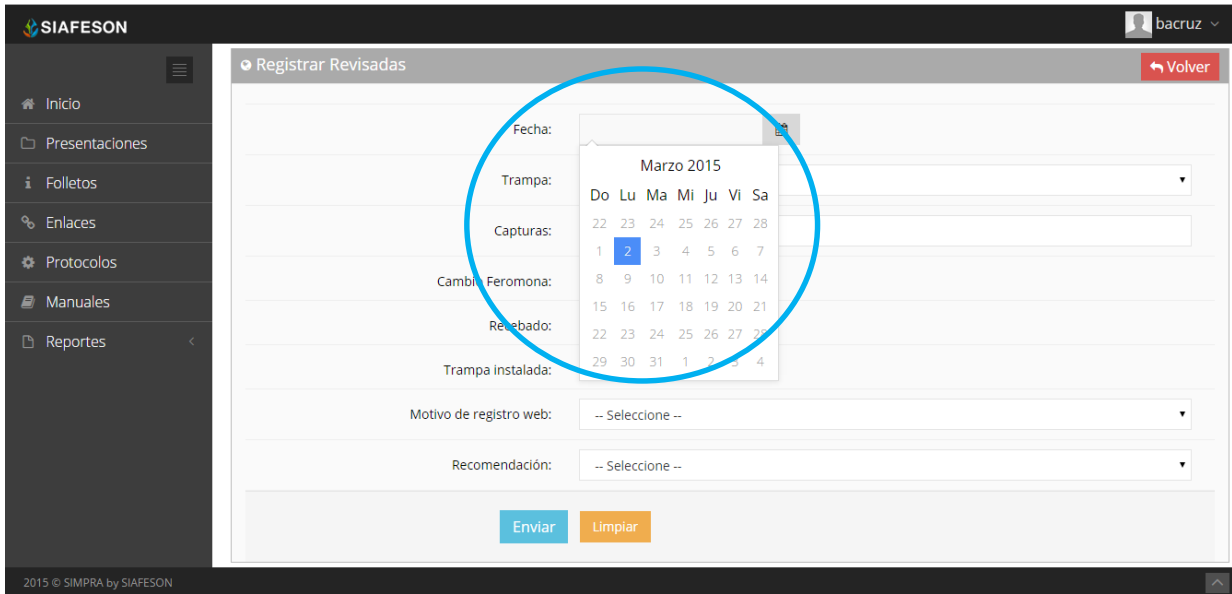 SIAFESON
bacruz
Registrar Revisadas
Volver
Inicio
Presentaciones
Folletos
Enlaces
Protocolos
Manuales
Reportes
Fecha:
Marzo 2015
Do Lu Ma Mi Ju Vi Sa
22 23 24 25 26 27 28
1 2 3 4 5 6 7
8 9 10 11 12 13 14
15 16 17 18 19 20 21
22 23 24 25 26 27 28
29 30 31 1 2 3 4
Trampa:
Capturas:
Cambio Feromona:
Recebado:
Trampa instalada:
Motivo de registro web: -- Seleccione --
Recomendación: -- Seleccione --
Enviar Limpiar
2015 © SIMPRA by SIAFESON